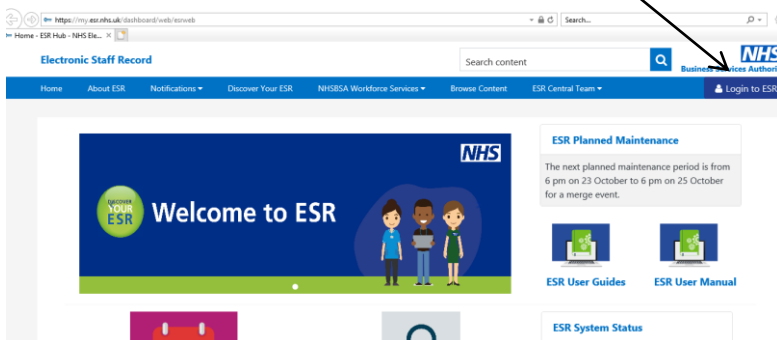 https://my.esr.nhs.uk/dashboard/web/esrweb
Search...
Home - ESR Hub - NHS Ele...
Electronic Staff Record
Search content
NHS
Business Services Authori
Home About ESR Notifications Discover Your ESR NHSBSA Workforce Services Browse Content ESR Central Team Login to ESR
DISCOVER
YOUR
ESR
Welcome to ESR
NHS
ESR Planned Maintenance
The next planned maintenance period is from
6 pm on 23 October to 6 pm on 25 October
for a merge event.
ESR User Guides ESR User Manual
ESR System Status